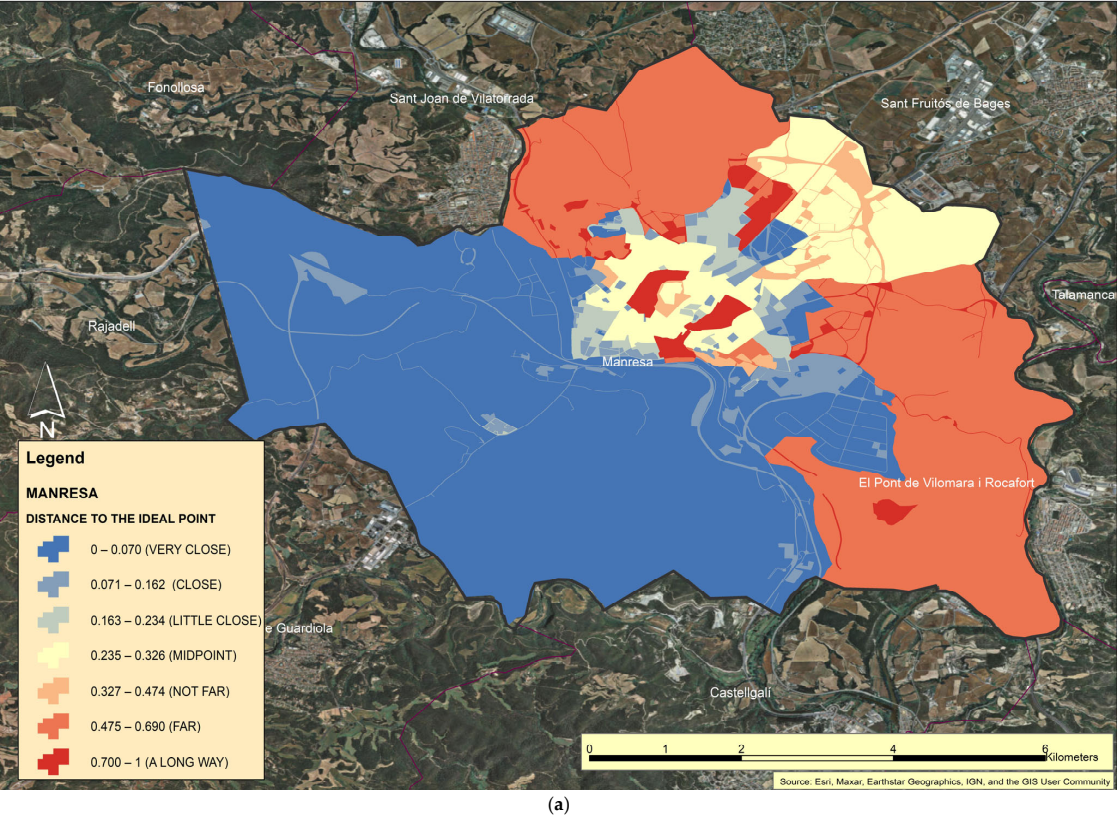 Fonollosa
Sant Joan de Vilatorrada
Sant Fruitós de Bages
Talamanca
Rajadell
Manresa
N
El Pont de Vilomara i Rocafort
e Guardiola
Castellgalí
Legend
MANRESA
DISTANCE TO THE IDEAL POINT
0 – 0.070 (VERY CLOSE)
0.071 – 0.162 (CLOSE)
0.163 – 0.234 (LITTLE CLOSE)
0.235 – 0.326 (MIDPOINT)
0.327 – 0.474 (NOT FAR)
0.475 – 0.690 (FAR)
0.700 – 1 (A LONG WAY)
0 1 2 4 6
Kilometers
Source: Esri, Maxar, Earthstar Geographics, IGN, and the GIS User Community
(a)